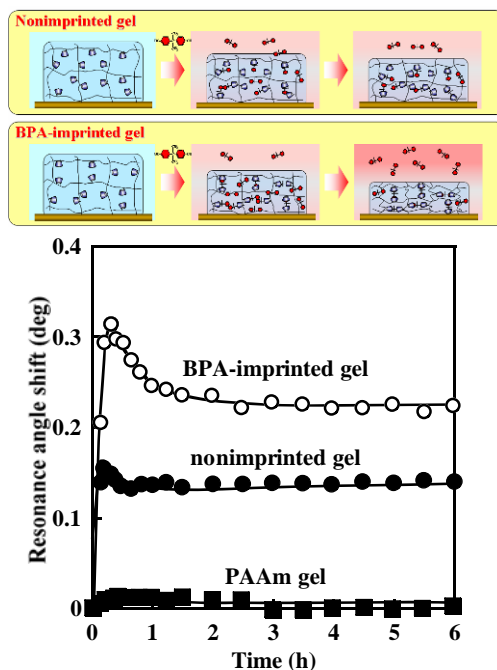 Nonimprinted gel
BPA-imprinted gel
0.4
0.3
0.2
0.1
0
Resonance angle shift (deg)
BPA-imprinted gel
nonimprinted gel
PAAm gel
0 1 2 3 4 5 6
Time (h)